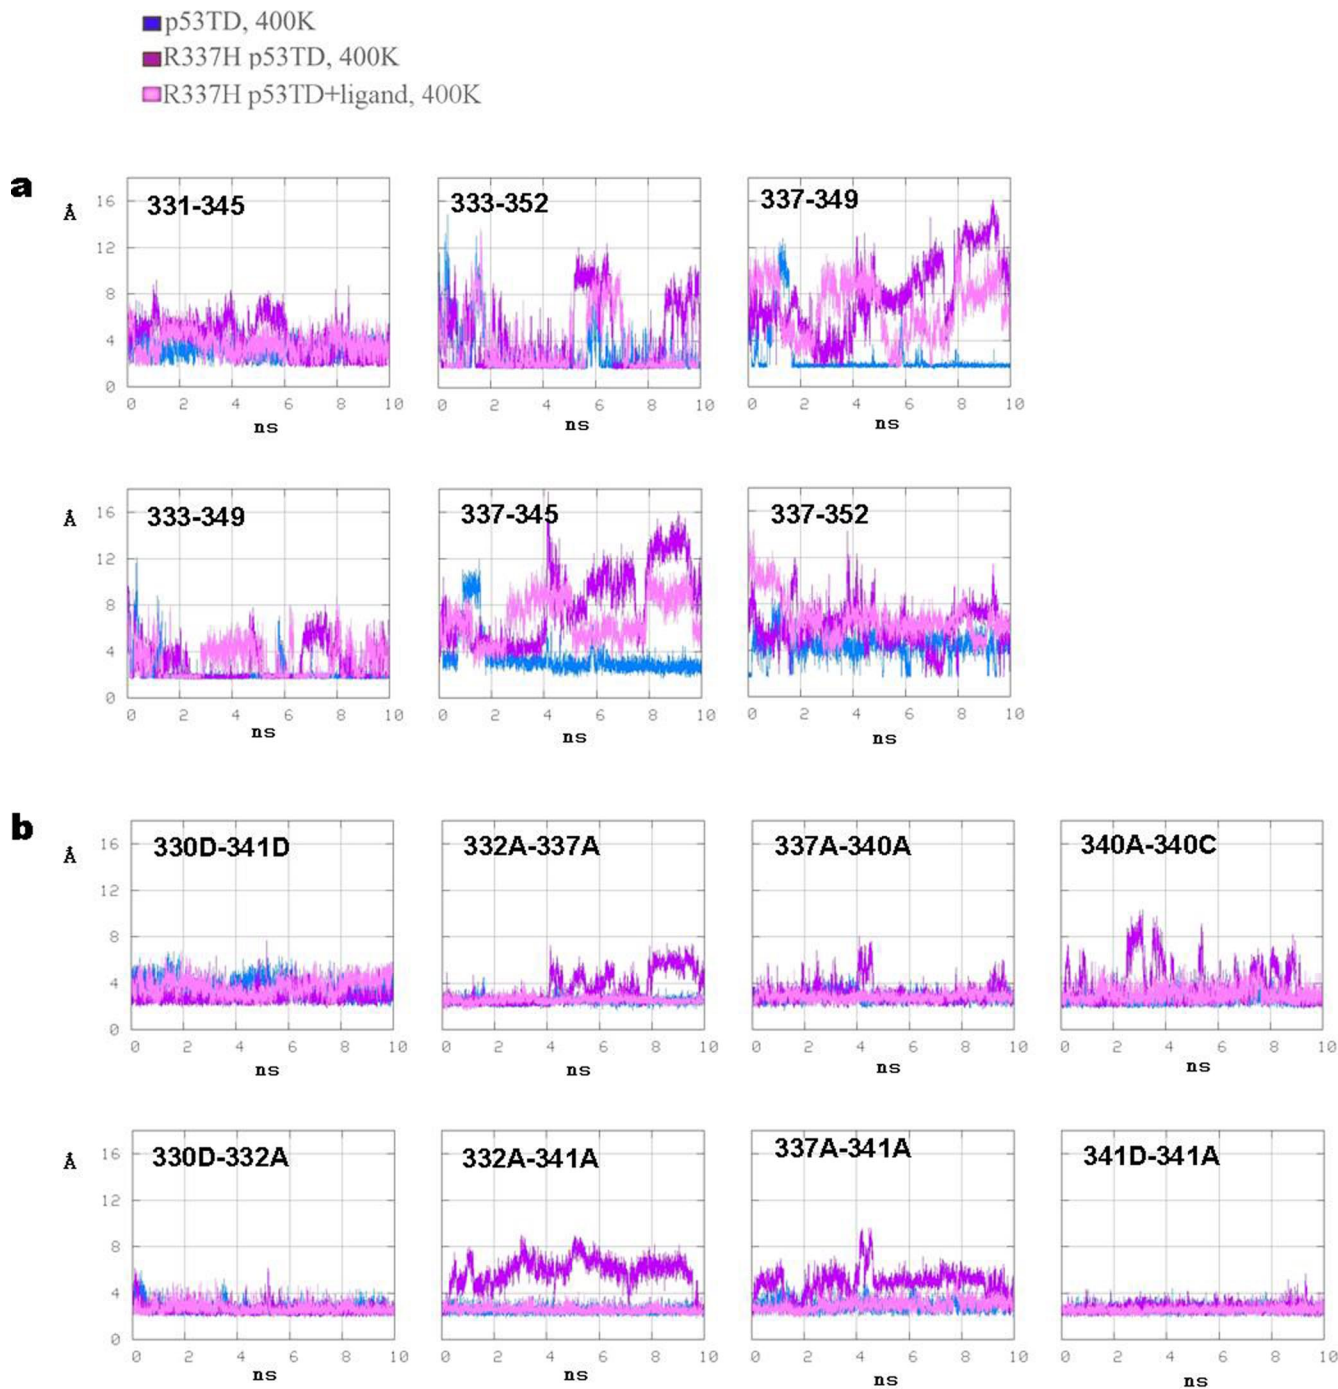 p53TD, 400K
R337H p53TD, 400K
R337H p53TD+ligand, 400K
a
331-345
333-352
337-349
Å
16
12
8
4
0
0 2 4 6 8 10
0 2 4 6 8 10
0 2 4 6 8 10
ns
ns
ns
333-349
337-345
337-352
Å
16
12
8
4
0
0 2 4 6 8 10
0 2 4 6 8 10
0 2 4 6 8 10
ns
ns
ns
b
330D-341D
332A-337A
337A-340A
340A-340C
Å
16
12
8
4
0
0 2 4 6 8 10
0 2 4 6 8 10
0 2 4 6 8 10
0 2 4 6 8 10
ns
ns
ns
ns
330D-332A
332A-341A
337A-341A
341D-341A
Å
16
12
8
4
0
0 2 4 6 8 10
0 2 4 6 8 10
0 2 4 6 8 10
0 2 4 6 8 10
ns
ns
ns
ns